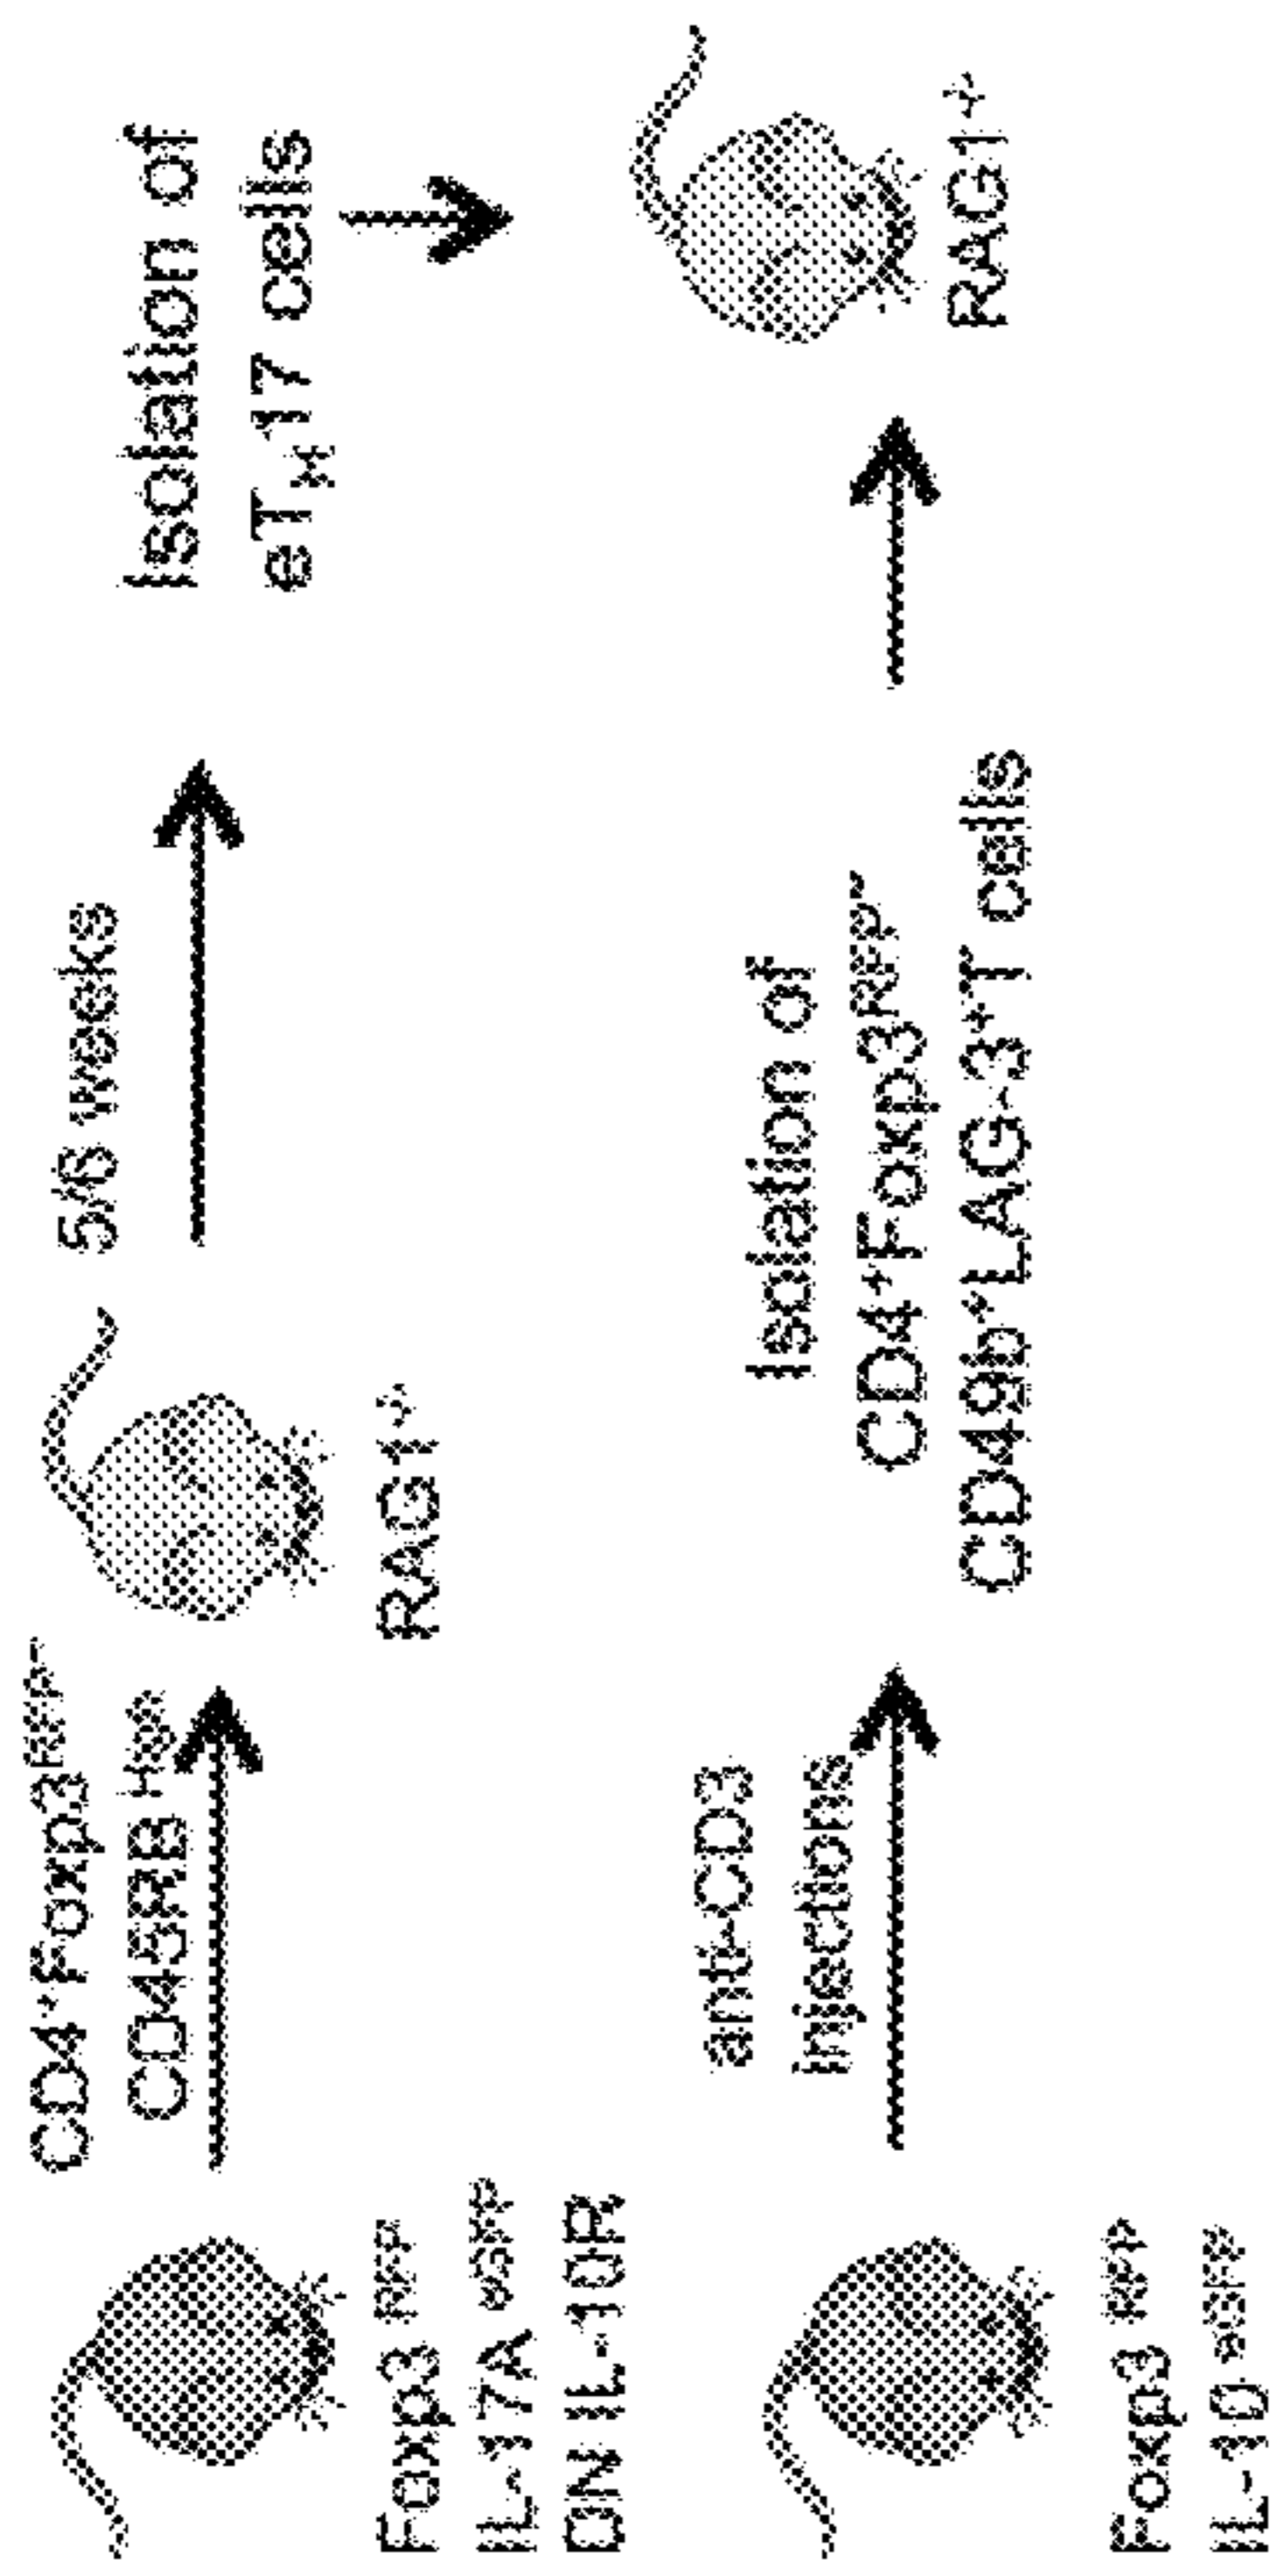 CD4⁺Foxp3ᴿᶠᴾ⁻
CD45RB ᴴⁱᵍʰ
5/6 weeks
Isolation of
eTₕ17 cells
Foxp3 ᴿᶠᴾ
IL-17A ᵉᴳᶠᴾ
DN IL-10R
RAG1⁻/⁻
anti-CD3
injections
Isolation of
CD4⁺Foxp3ᴿᶠᴾ⁻
CD49b⁺LAG-3⁺T cells
RAG1⁻/⁻
Foxp3 ᴿᶠᴾ
IL-10 ᵉᴳᶠᴾ